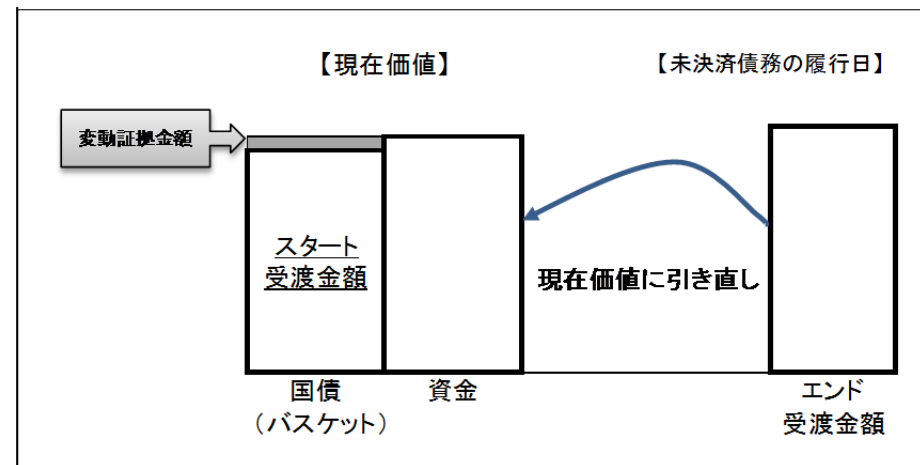 【現在価値】
【未決済債務の履行日】
変動証拠金額
スタート
受渡金額
現在価値に引き直し
国債
（バスケット）
資金
エンド
受渡金額